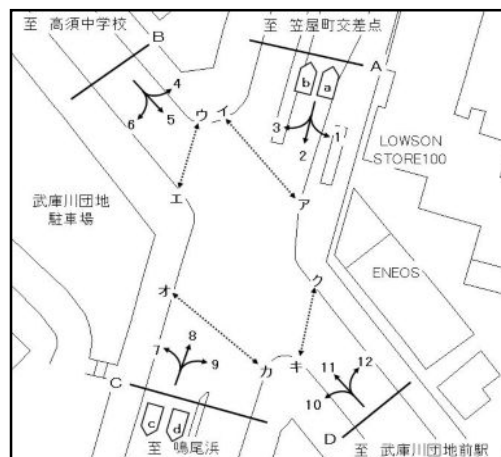 至 高須中学校
B
至 笠屋町交差点
A
b
a
4
5
6
3
2
1
ウ
イ
LOWSON
STORE100
エ
ア
武庫川団地
駐車場
ENEOS
ク
オ
7
8
9
カ
キ
11
12
10
C
c
d
D
至 鳴尾浜
至 武庫川団地前駅